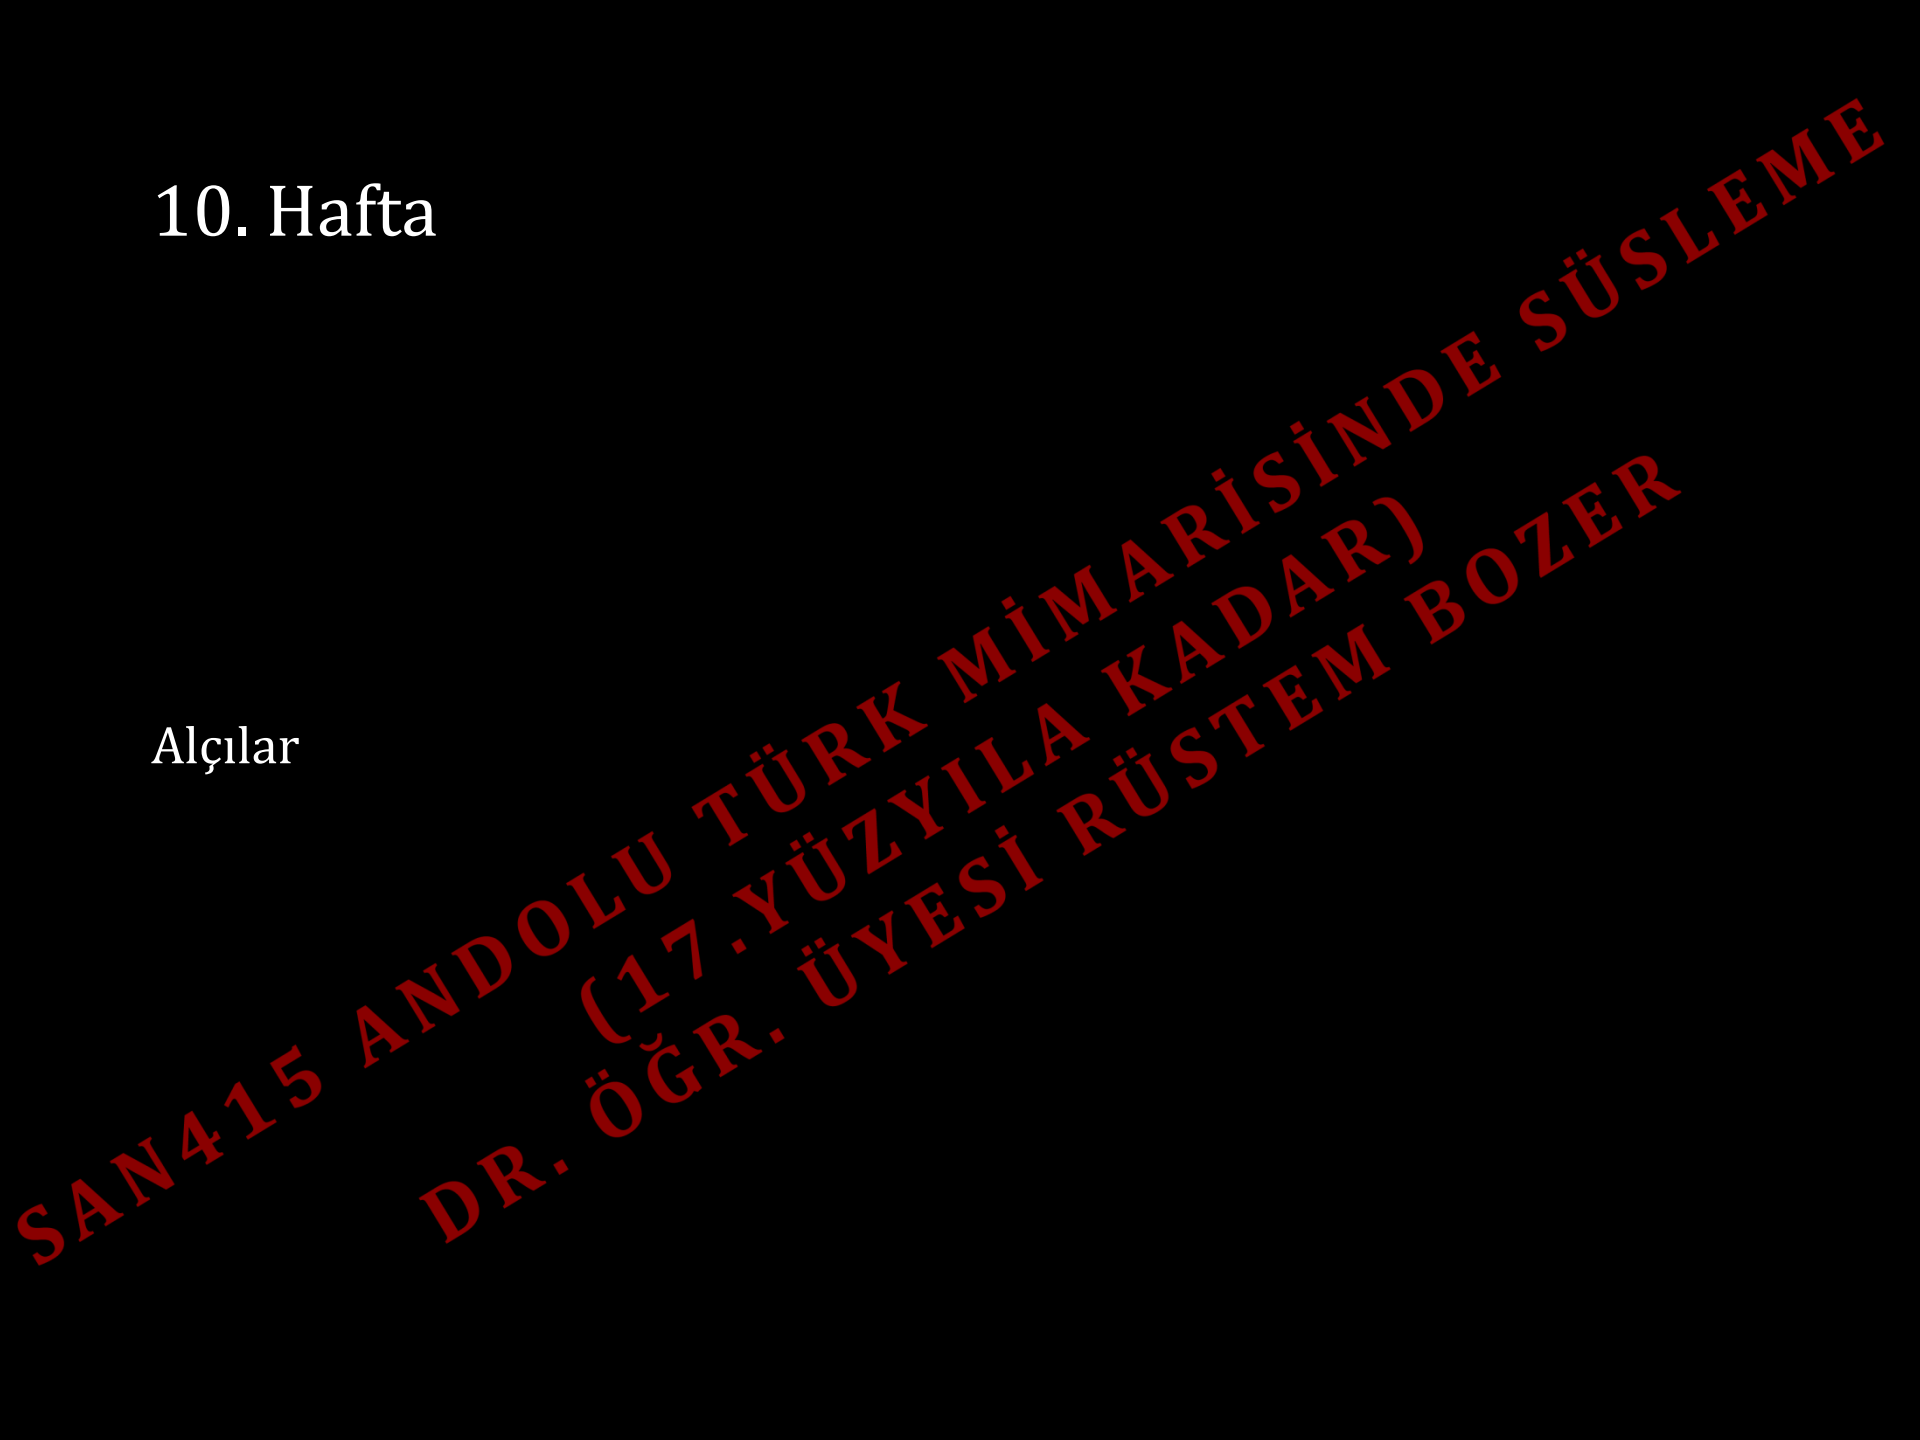 10. Hafta
Alçılar
SAN415 ANDOLU TÜRK MİMARİSİNDE SÜSLEME
(17.YÜZYILA KADAR)
DR. ÖĞR. ÜYESİ RÜSTEM BOZER